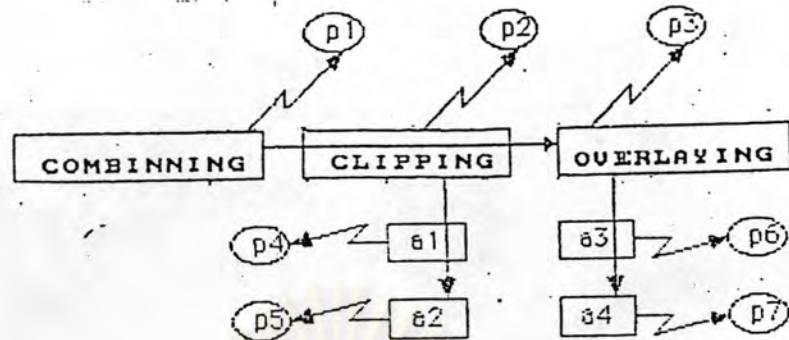 p1 p2 p3
COMBINNING CLIPPING OVERLAYING
p4 a1 a3 p6
p5 a2 a4 p7